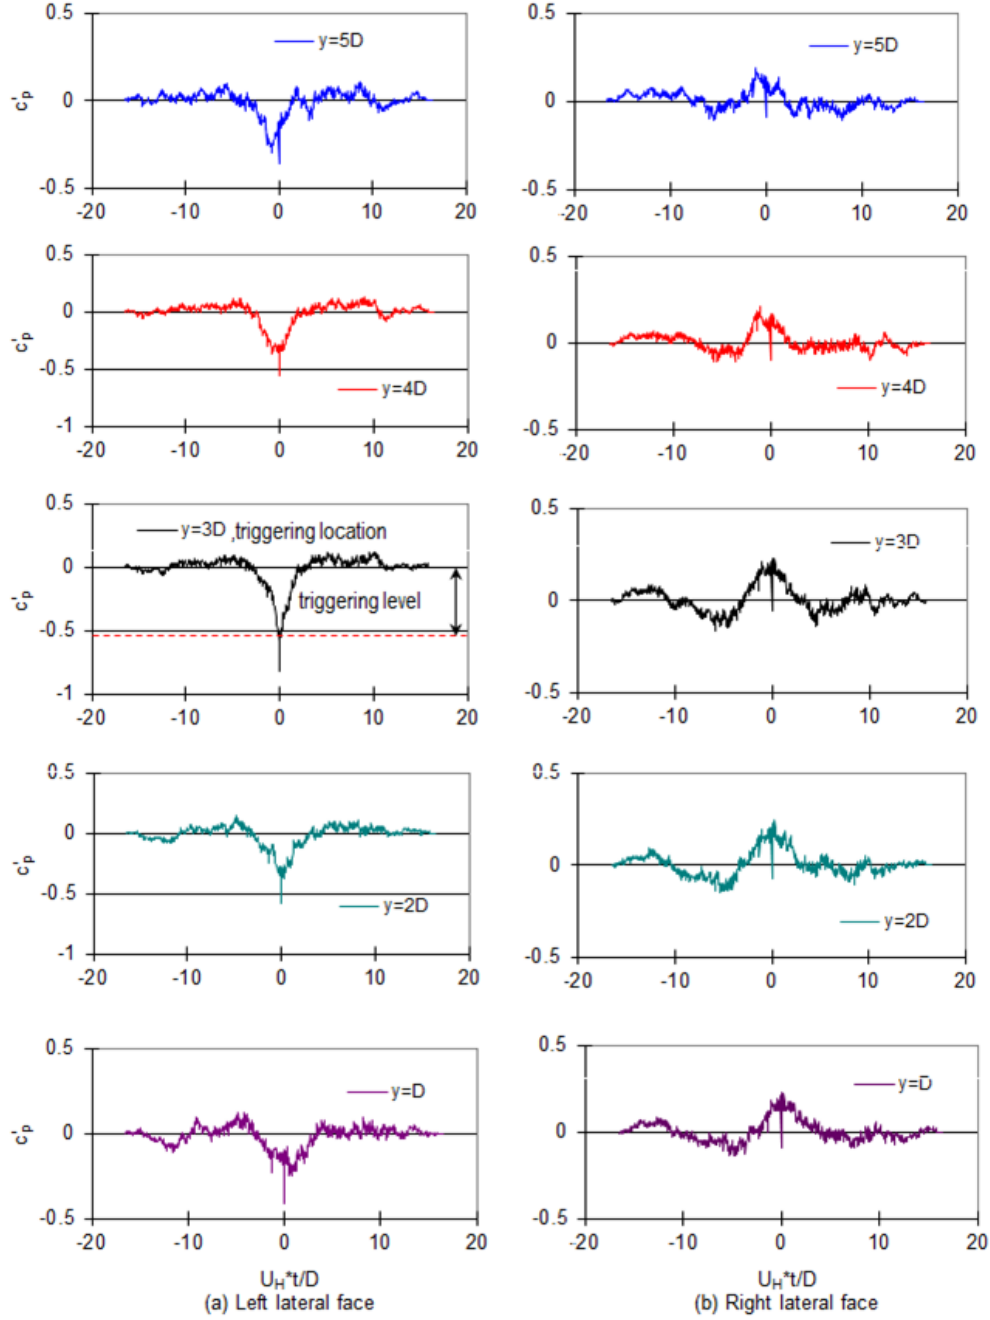 0.5 0.5
y=5D y=5D
c'p 0 0
-0.5 -0.5
-20 -10 0 10 20 -20 -10 0 10 20
0.5 0.5
c'p 0 0
-0.5 y=4D y=4D
-1 -0.5
-20 -10 0 10 20 -20 -10 0 10 20
0.5 0.5
y=3D ,triggering location y=3D
c'p 0 0
triggering level
-0.5
-1 -0.5
-20 -10 0 10 20 -20 -10 0 10 20
0.5 0.5
c'p 0 0
-0.5 y=2D y=2D
-1 -0.5
-20 -10 0 10 20 -20 -10 0 10 20
0.5 0.5
y=D y=D
c'p 0 0
-0.5 -0.5
-20 -10 0 10 20 -20 -10 0 10 20
U_H*t/D U_H*t/D
(a) Left lateral face (b) Right lateral face